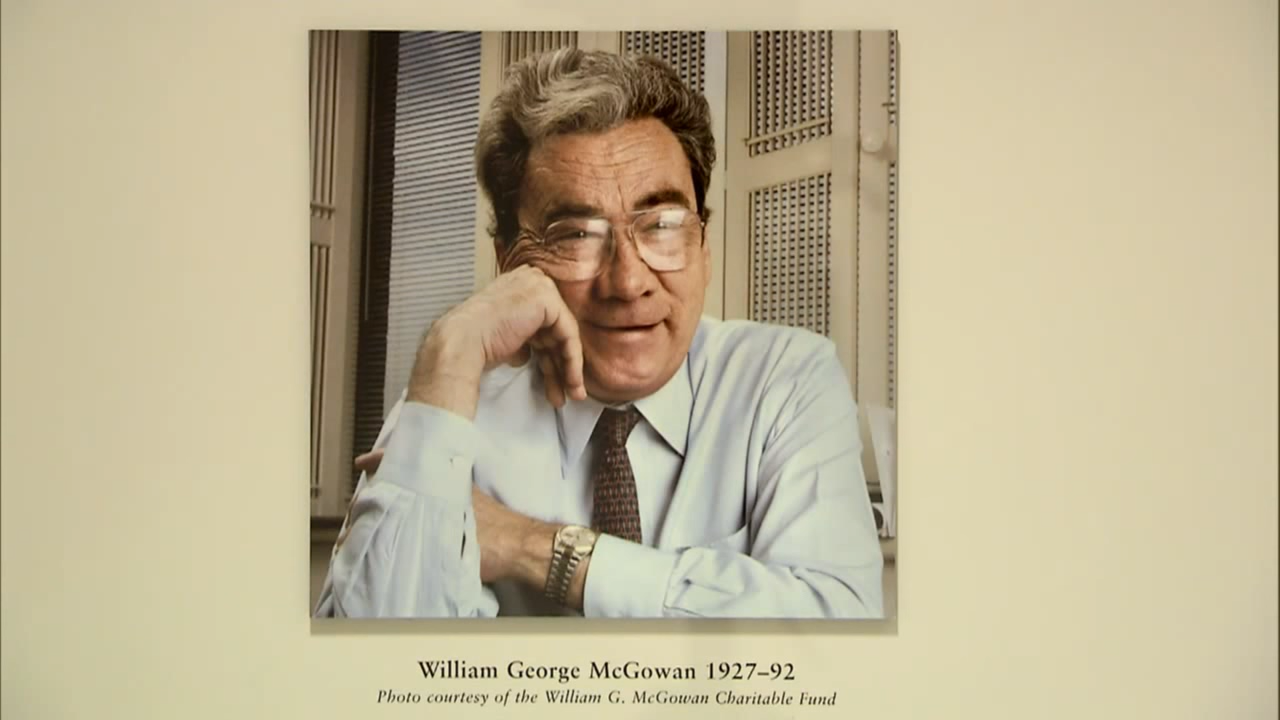 William George McGowan 1927–92
Photo courtesy of the William G. McGowan Charitable Fund